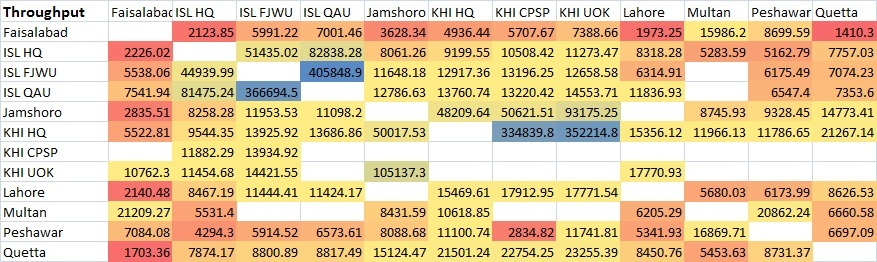 Throughput Faisalabad ISL HQ ISL FJWU ISL QAU Jamshoro KHI HQ KHI CPSP KHI UOK Lahore Multan Peshawar Quetta
Faisalabad 2123.85 5991.22 7001.46 3628.34 4936.44 5707.67 7388.66 1973.25 15986.2 8699.59 1410.3
ISL HQ 2226.02 51435.02 82838.28 8061.26 9199.55 10508.42 11273.47 8318.28 5283.59 5162.79 7757.03
ISL FJWU 5538.06 44939.99 405848.9 11648.18 12917.36 13196.25 12658.58 6314.91 6175.49 7074.23
ISL QAU 7541.94 81475.24 366694.5 12786.63 13760.74 13220.42 14553.71 11836.93 6547.4 7353.6
Jamshoro 2835.51 8258.28 11953.53 11098.2 48209.64 50621.51 93175.25 8745.93 9328.45 14773.41
KHI HQ 5522.81 9544.35 13925.92 13686.86 50017.53 334839.8 352214.8 15356.12 11966.13 11786.65 21267.14
KHI CPSP 11882.29 13934.92
KHI UOK 10762.3 11454.68 14421.55 105137.3 17770.93
Lahore 2140.48 8467.19 11444.41 11424.17 15469.61 17912.95 17771.54 5680.03 6173.99 8626.53
Multan 21209.27 5531.4 8431.59 10618.85 6205.29 20862.24 6660.58
Peshawar 7084.08 4294.3 5914.52 6573.61 8088.68 11100.74 2834.82 11741.81 5341.93 16869.71 6697.09
Quetta 1703.36 7874.17 8800.89 8817.49 15124.47 21501.24 22754.25 23255.39 8450.76 5453.63 8731.37